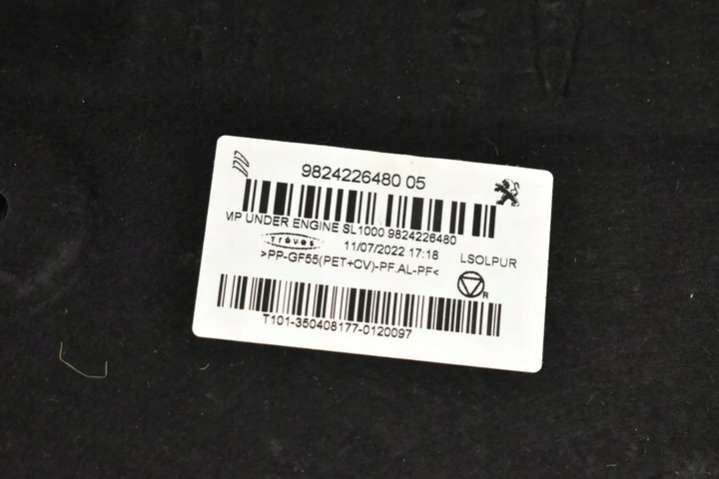 9824226480 05
MP UNDER ENGINE SL1000 9824226480
Trèves
11/07/2022 17:18
LSOLPUR
>PP-GF55(PET+CV)-PF.AL-PF<
R
T101-350408177-0120097